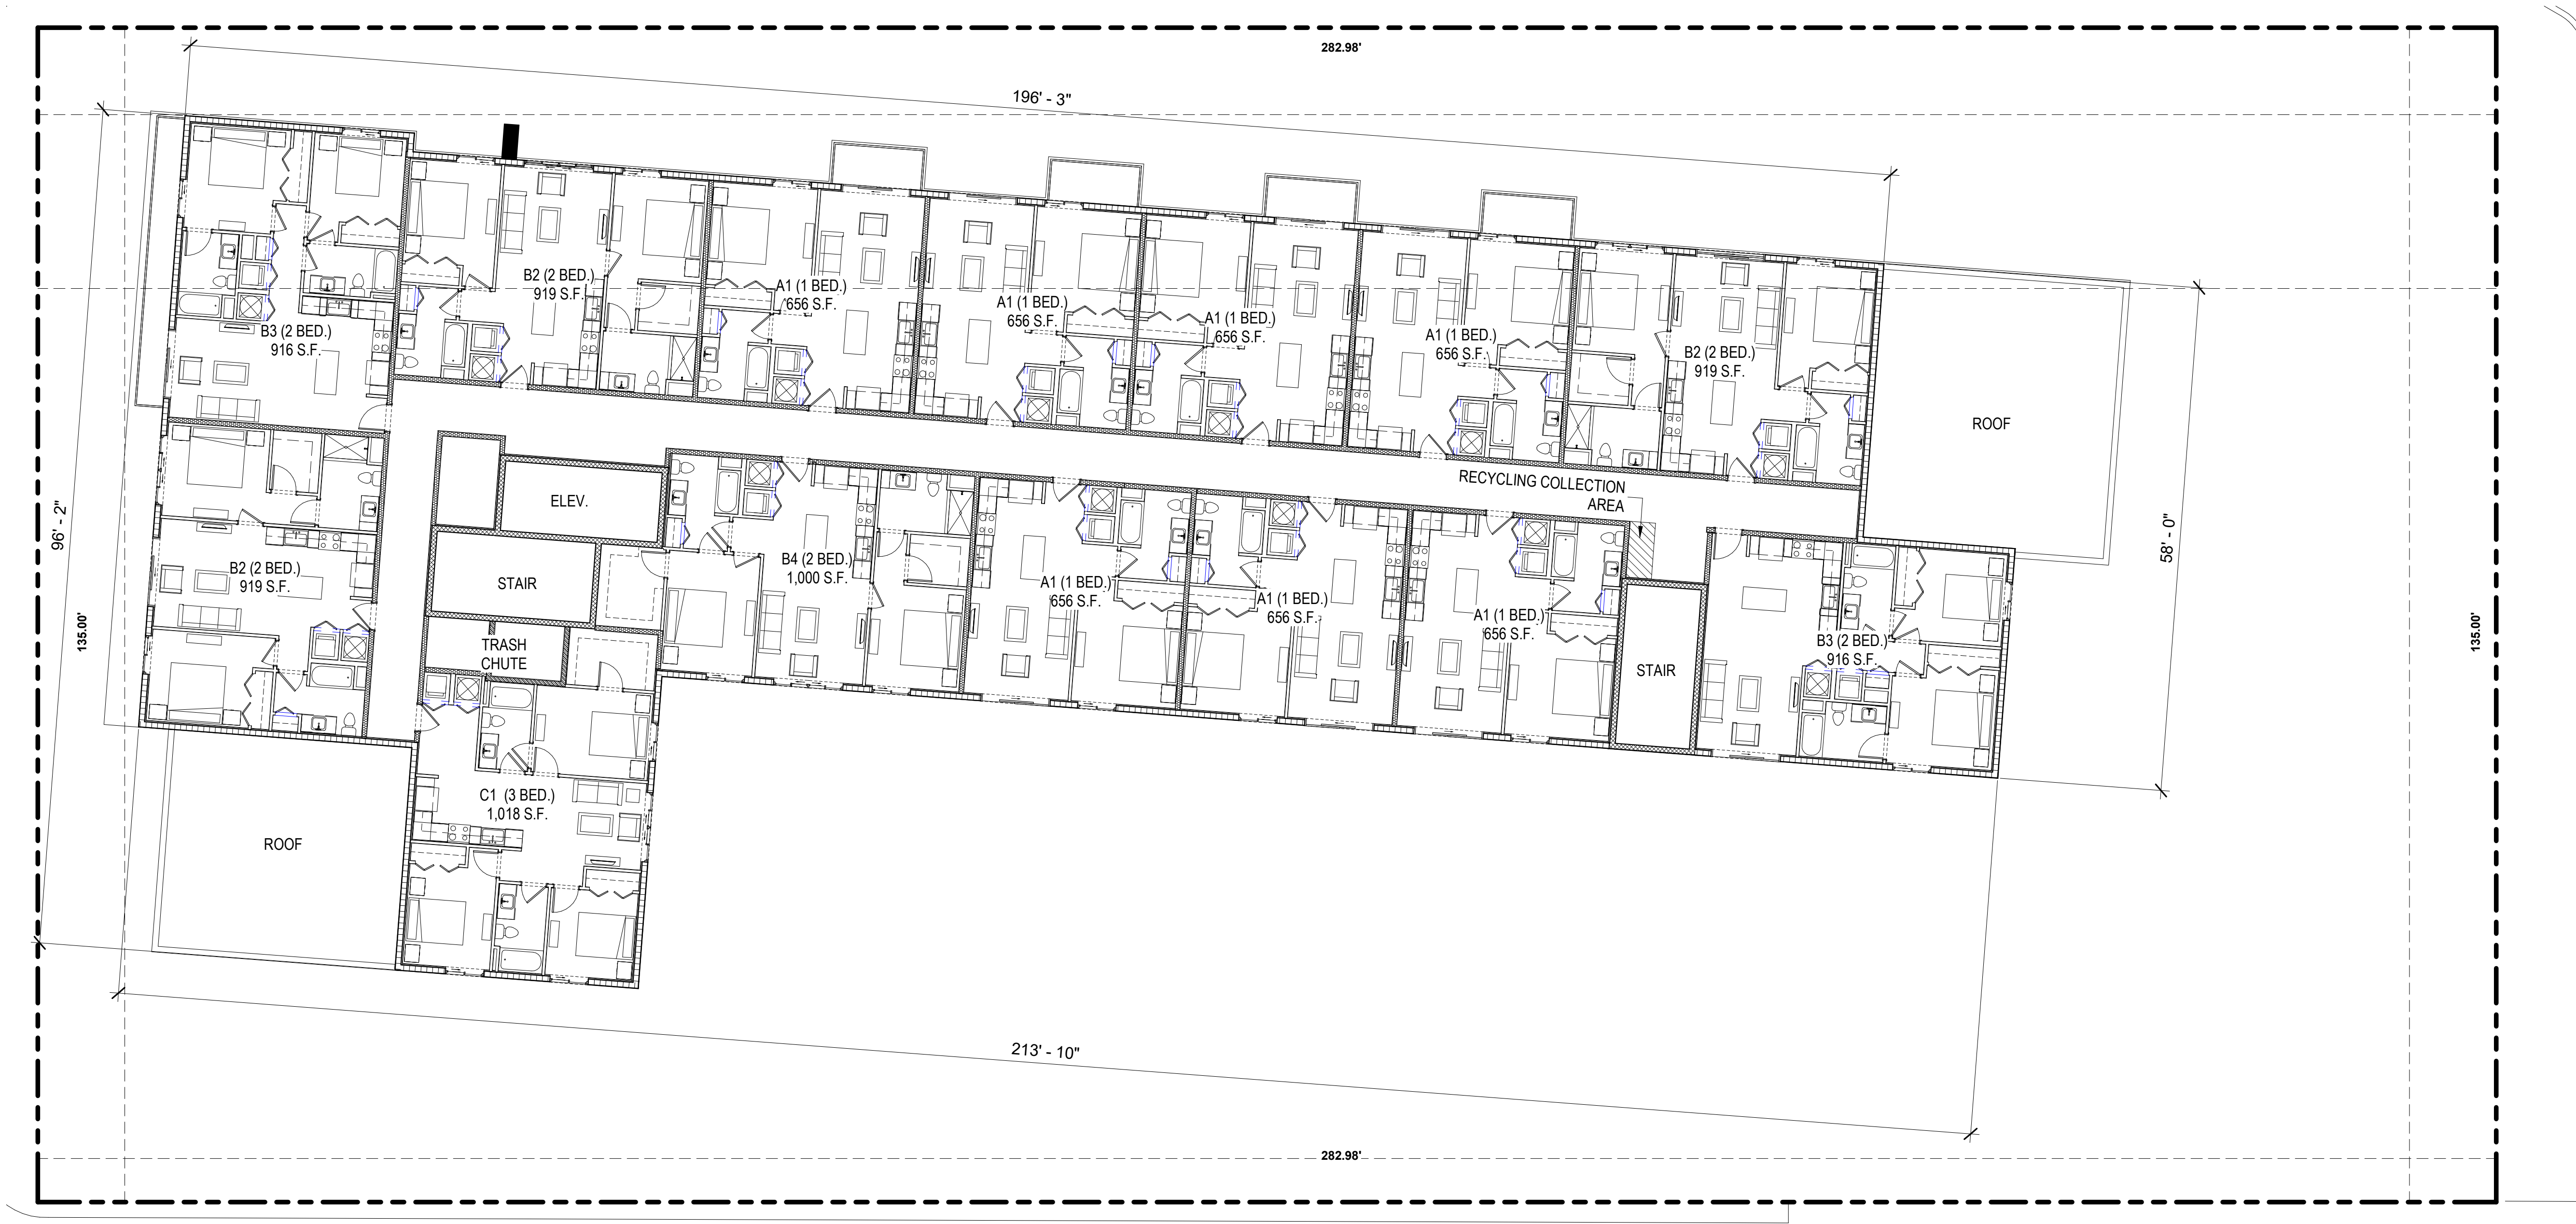 282.98'
196' - 3"
B3 (2 BED.)
916 S.F.
B2 (2 BED.)
919 S.F.
A1 (1 BED.)
656 S.F.
A1 (1 BED.)
656 S.F.
A1 (1 BED.)
656 S.F.
A1 (1 BED.)
656 S.F.
B2 (2 BED.)
919 S.F.
ROOF
RECYCLING COLLECTION
AREA
ELEV.
96' - 2"
58' - 0"
B2 (2 BED.)
919 S.F.
STAIR
B4 (2 BED.)
1,000 S.F.
A1 (1 BED.)
656 S.F.
A1 (1 BED.)
656 S.F.
A1 (1 BED.)
656 S.F.
STAIR
B3 (2 BED.)
916 S.F.
135.00'
135.00'
TRASH
CHUTE
C1 (3 BED.)
1,018 S.F.
ROOF
213' - 10"
282.98'